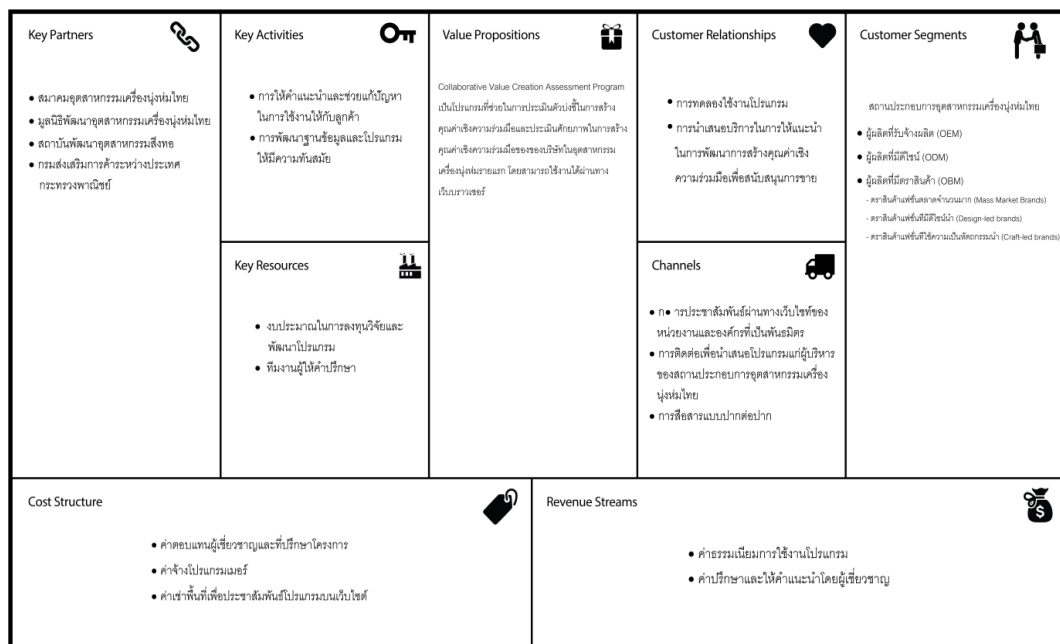 Key Partners
• สมาคมอุตสาหกรรมเครื่องนุ่งห่มไทย
• มูลนิธิพัฒนาอุตสาหกรรมเครื่องนุ่งห่มไทย
• สถาบันพัฒนาอุตสาหกรรมสิ่งทอ
• กรมส่งเสริมการค้าระหว่างประเทศ
กระทรวงพาณิชย์
Key Activities
• การให้คำแนะนำและช่วยแก้ปัญหา
ในการใช้งานให้กับลูกค้า
• การพัฒนาฐานข้อมูลและโปรแกรม
ให้มีความทันสมัย
Key Resources
• งบประมาณในการลงทุนวิจัยและ
พัฒนาโปรแกรม
• ทีมงานผู้ให้คำปรึกษา
Value Propositions
Collaborative Value Creation Assessment Program
เป็นโปรแกรมที่ช่วยในการประเมินตัวบ่งชี้ในการสร้าง
คุณค่าเชิงความร่วมมือและประเมินศักยภาพในการสร้าง
คุณค่าเชิงความร่วมมือของของบริษัทในอุตสาหกรรม
เครื่องนุ่งห่มรายแรก โดยสามารถใช้งานได้ผ่านทาง
เว็บบราวเซอร์
Customer Relationships
• การทดลองใช้งานโปรแกรม
• การนำเสนอบริการในการให้แนะนำ
ในการพัฒนาการสร้างคุณค่าเชิง
ความร่วมมือเพื่อสนับสนุนการขาย
Channels
• ก• ารประชาสัมพันธ์ผ่านทางเว็บไซท์ของ
หน่วยงานและองค์กรที่เป็นพันธมิตร
• การติดต่อเพื่อนำเสนอโปรแกรมแก่ผู้บริหาร
ของสถานประกอบการอุตสาหกรรมเครื่อง
นุ่งห่มไทย
• การสื่อสารแบบปากต่อปาก
Customer Segments
สถานประกอบการอุตสาหกรรมเครื่องนุ่งห่มไทย
• ผู้ผลิตที่รับจ้างผลิต (OEM)
• ผู้ผลิตที่มีดีไซน์ (ODM)
• ผู้ผลิตที่มีตราสินค้า (OBM)
- ตราสินค้าแฟชั่นตลาดจำนวนมาก (Mass Market Brands)
- ตราสินค้าแฟชั่นที่มีดีไซน์นำ (Design-led brands)
- ตราสินค้าแฟชั่นที่ใช้ความเป็นหัตถกรรมนำ (Craft-led brands)
Cost Structure
• ค่าตอบแทนผู้เชี่ยวชาญและที่ปรึกษาโครงการ
• ค่าจ้างโปรแกรมเมอร์
• ค่าเช่าพื้นที่เพื่อประชาสัมพันธ์โปรแกรมบนเว็บไซต์
Revenue Streams
$
• ค่าธรรมเนียมการใช้งานโปรแกรม
• ค่าปรึกษาและให้คำแนะนำโดยผู้เชี่ยวชาญ